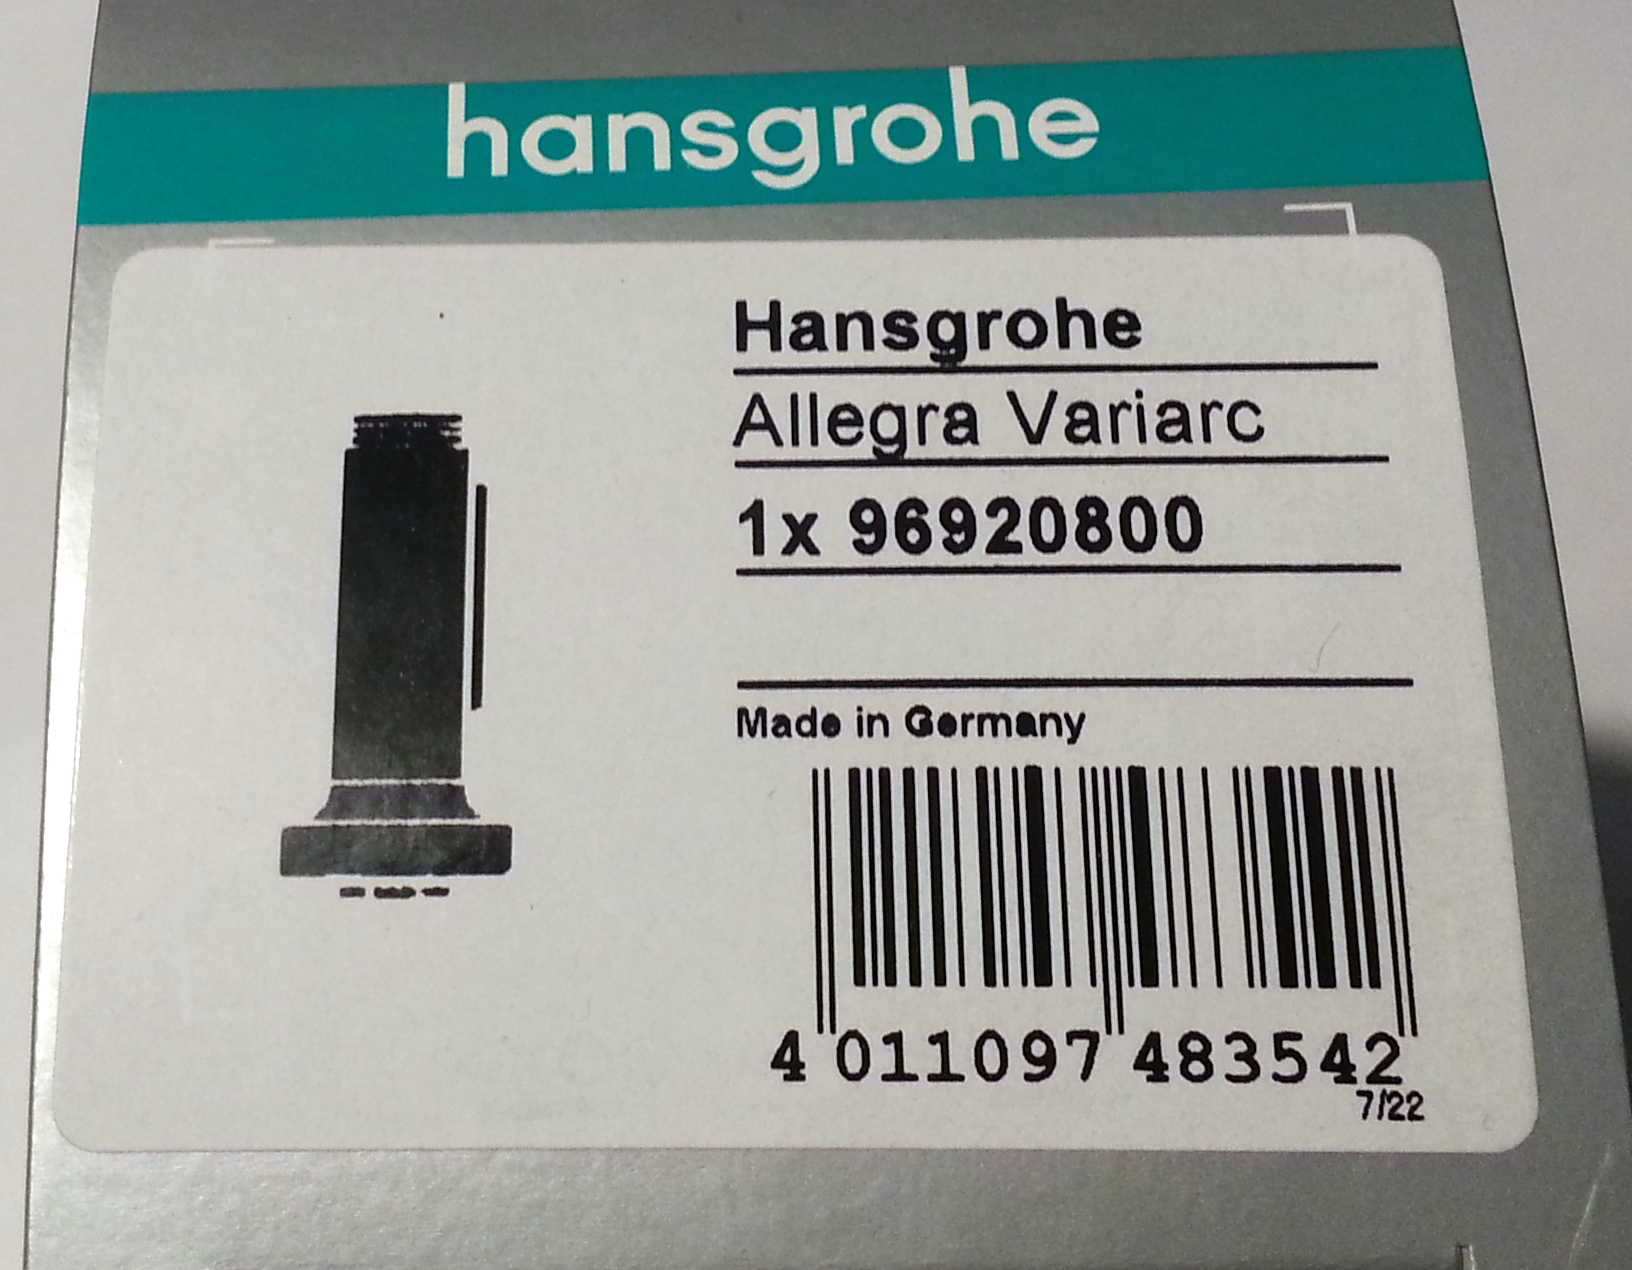 hansgrohe
Hansgrohe
Allegra Variarc
1x 96920800
Made in Germany
4 011097 483542
7/22